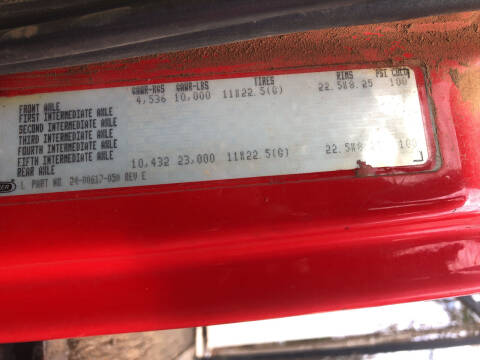 GAWR-KGS GAWR-LBS TIRES RIMS PSI COLD
FRONT AXLE 4,536 10,000 11R22.5(G) 22.5X8.25 100
FIRST INTERMEDIATE AXLE
SECOND INTERMEDIATE AXLE
THIRD INTERMEDIATE AXLE
FOURTH INTERMEDIATE AXLE
FIFTH INTERMEDIATE AXLE
REAR AXLE 10,432 23,000 11R22.5(G) 22.5X8. 100
L PART NO. 24-00617-050 REV E